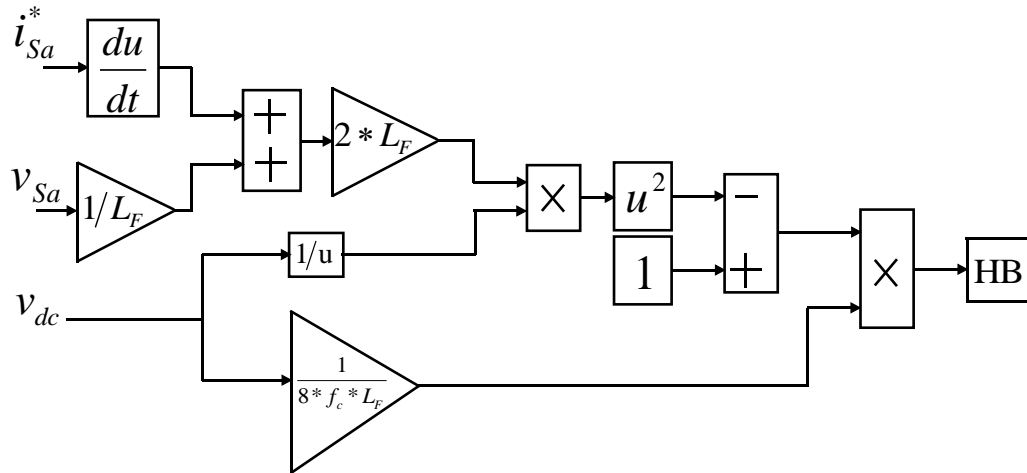 i*Sa
du
dt
+
+
2 * LF
vSa
1/LF
×
u2
−
1/u
1
+
×
HB
vdc
1
8 * fc * LF